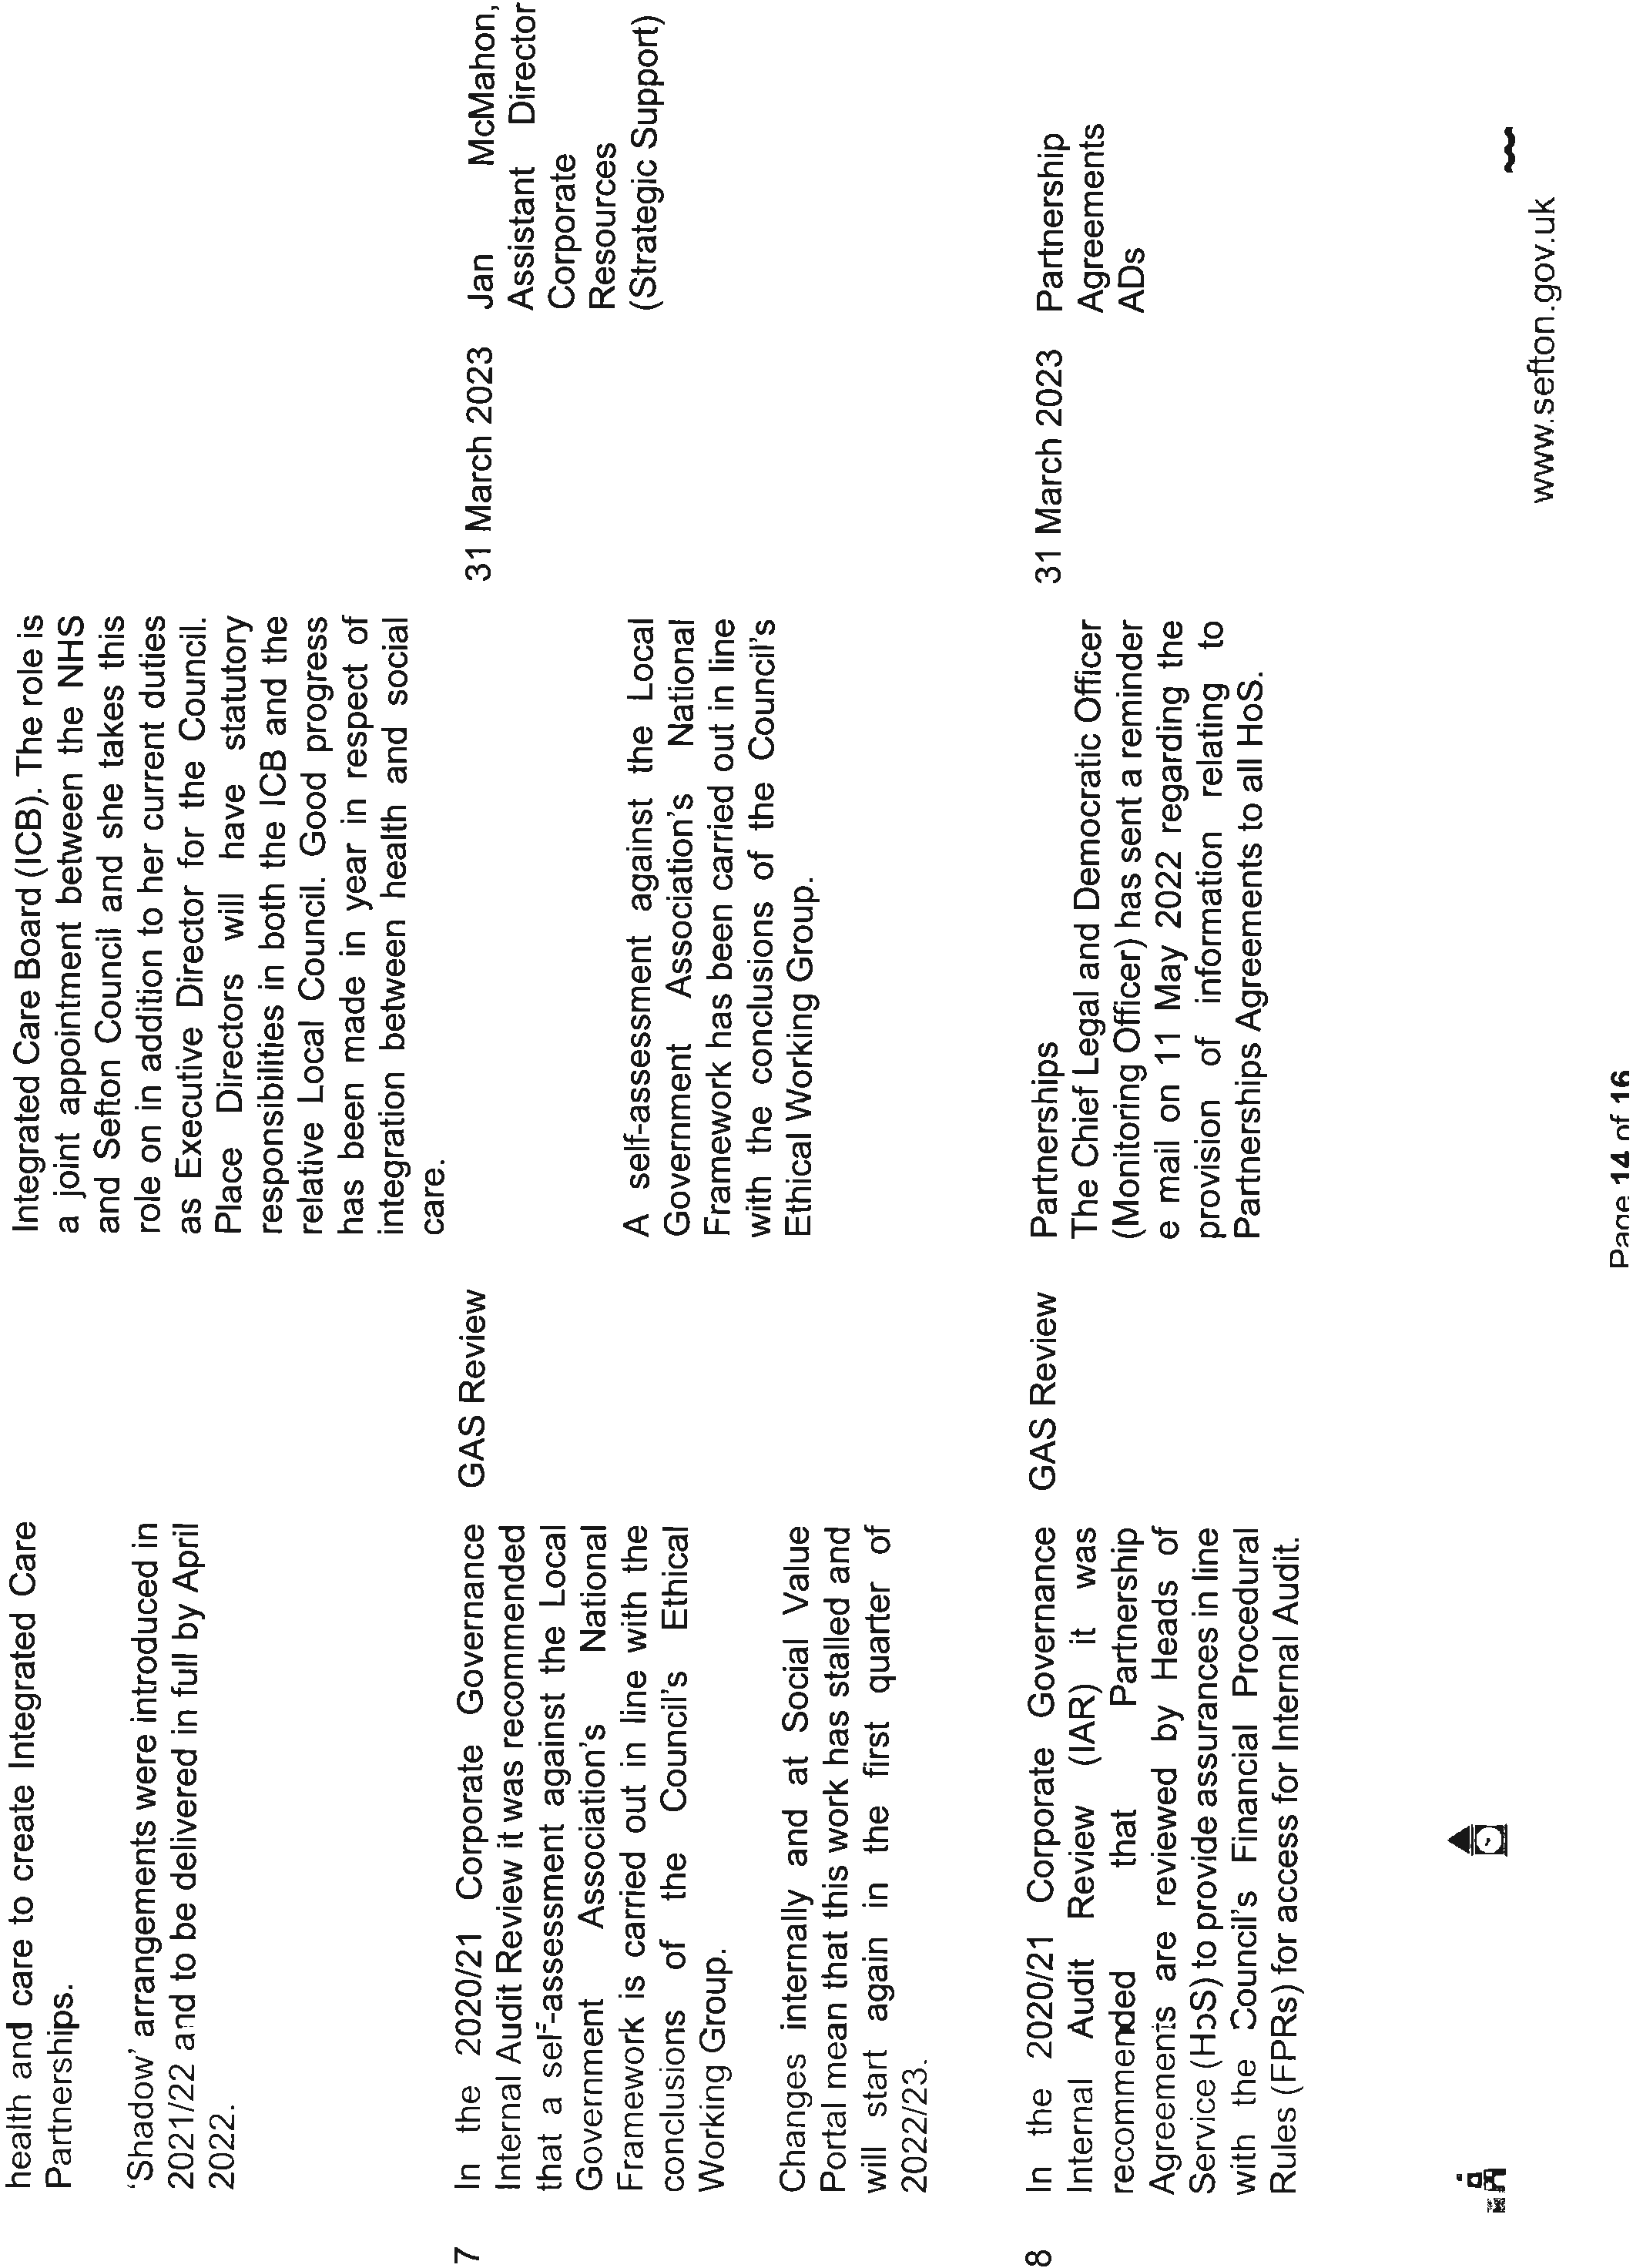 health and care to create Integrated Care
Partnerships.
'Shadow' arrangements were introduced in
2021/22 and to be delivered in full by April
2022.
Integrated Care Board (ICB). The role is
a joint appointment between the NHS
and Sefton Council and she takes this
role on in addition to her current duties
as Executive Director for the Council.
Place Directors will have statutory
responsibilities in both the ICB and the
relative Local Council. Good progress
has been made in year in respect of
integration between health and social
care.
7
In the 2020/21 Corporate Governance
Internal Audit Review it was recommended
that a self-assessment against the Local
Government Association's National
Framework is carried out in line with the
conclusions of the Council's Ethical
Working Group.
Changes internally and at Social Value
Portal mean that this work has stalled and
will start again in the first quarter of
2022/23.
GAS Review
A self-assessment against the Local
Government Association's National
Framework has been carried out in line
with the conclusions of the Council's
Ethical Working Group.
31 March 2023
Jan McMahon,
Assistant Director
Corporate
Resources
(Strategic Support)
8
In the 2020/21 Corporate Governance
Internal Audit Review (IAR) it was
recommended that Partnership
Agreements are reviewed by Heads of
Service (HoS) to provide assurances in line
with the Council's Financial Procedural
Rules (FPRs) for access for Internal Audit.
GAS Review
Partnerships
The Chief Legal and Democratic Officer
(Monitoring Officer) has sent a reminder
e mail on 11 May 2022 regarding the
provision of information relating to
Partnerships Agreements to all HoS.
31 March 2023
Partnership
Agreements
ADs
www.sefton.gov.uk
Page 14 of 16